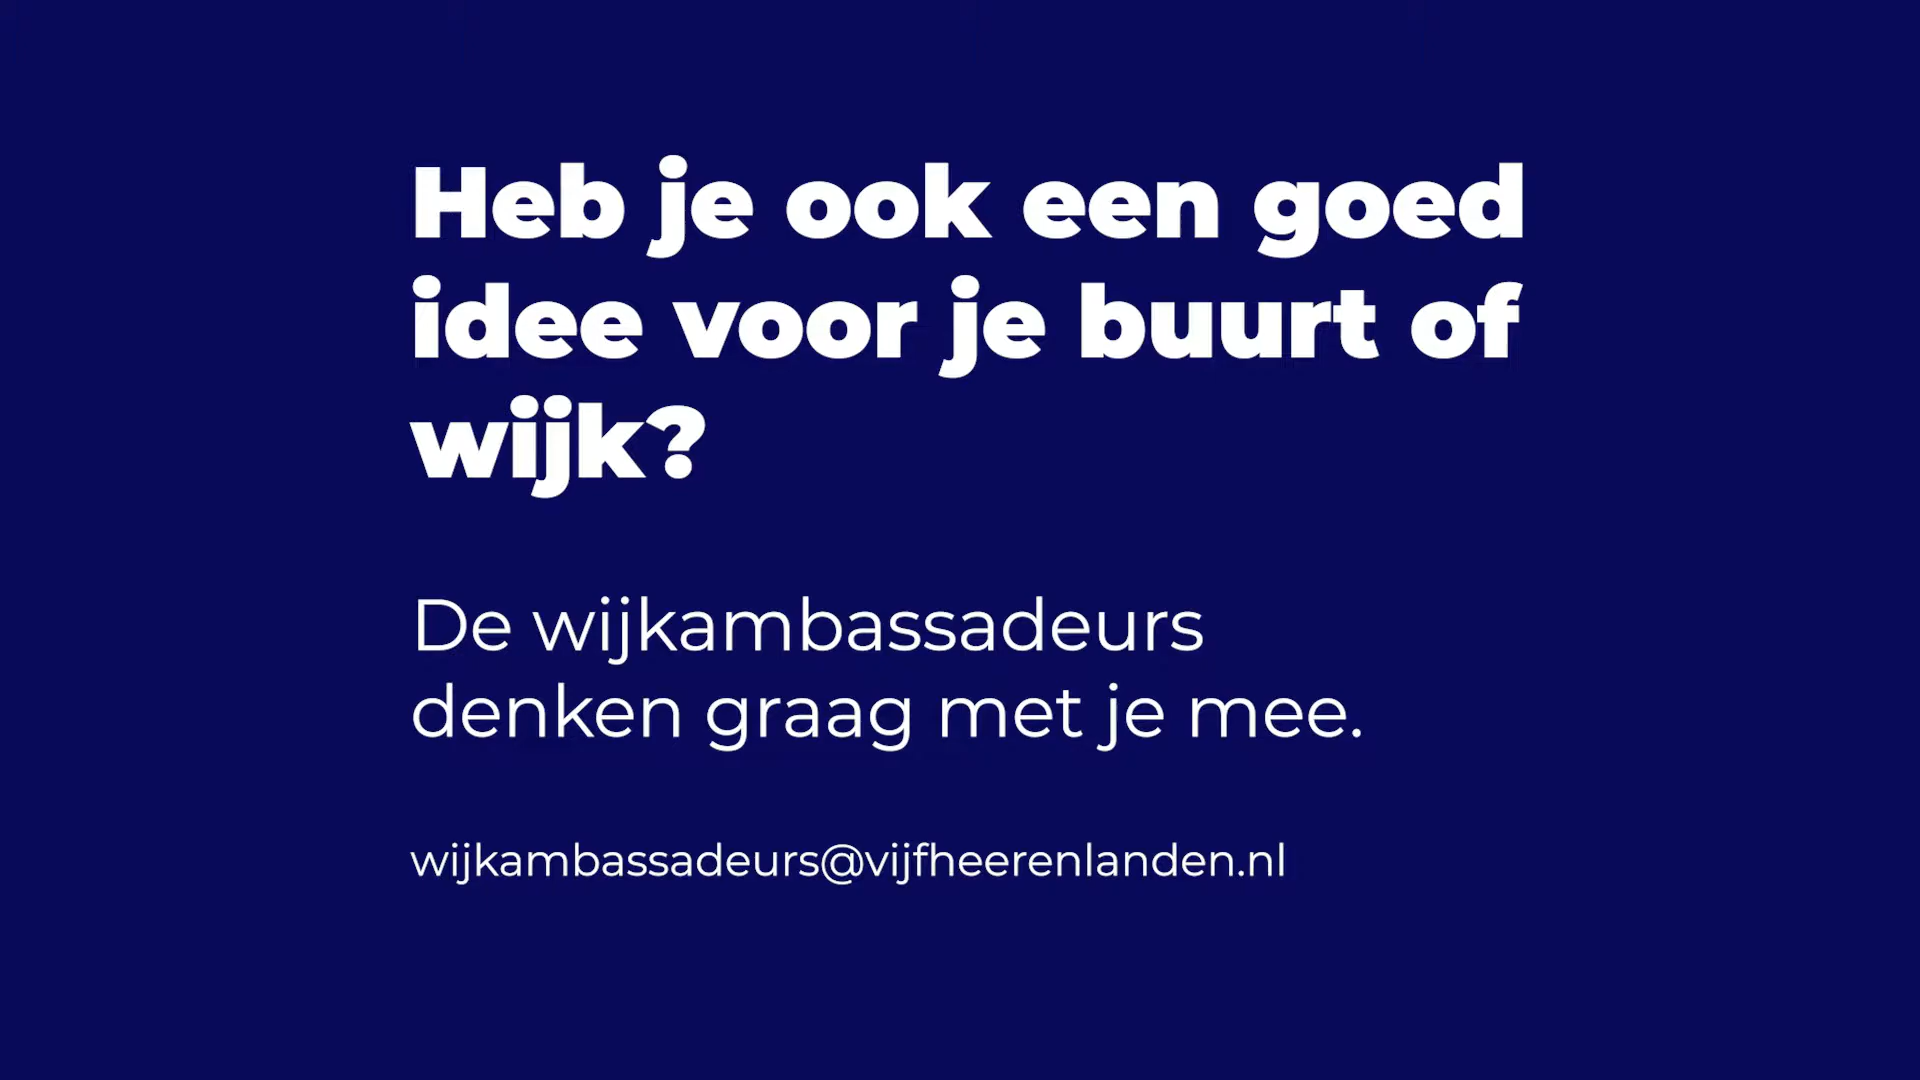 Heb je ook een goed
idee voor je buurt of
wijk?
De wijkambassadeurs
denken graag met je mee.
wijkambassadeurs@vijfheerenlanden.nl